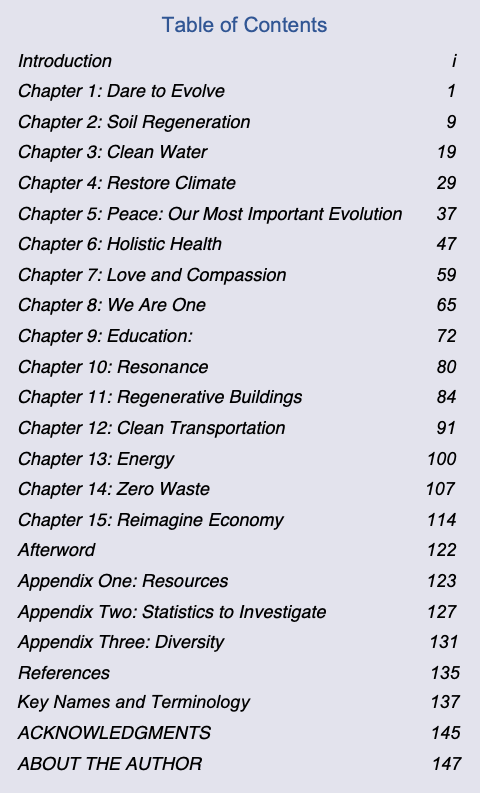 Table of Contents
Introduction i
Chapter 1: Dare to Evolve 1
Chapter 2: Soil Regeneration 9
Chapter 3: Clean Water 19
Chapter 4: Restore Climate 29
Chapter 5: Peace: Our Most Important Evolution 37
Chapter 6: Holistic Health 47
Chapter 7: Love and Compassion 59
Chapter 8: We Are One 65
Chapter 9: Education: 72
Chapter 10: Resonance 80
Chapter 11: Regenerative Buildings 84
Chapter 12: Clean Transportation 91
Chapter 13: Energy 100
Chapter 14: Zero Waste 107
Chapter 15: Reimagine Economy 114
Afterword 122
Appendix One: Resources 123
Appendix Two: Statistics to Investigate 127
Appendix Three: Diversity 131
References 135
Key Names and Terminology 137
ACKNOWLEDGMENTS 145
ABOUT THE AUTHOR 147